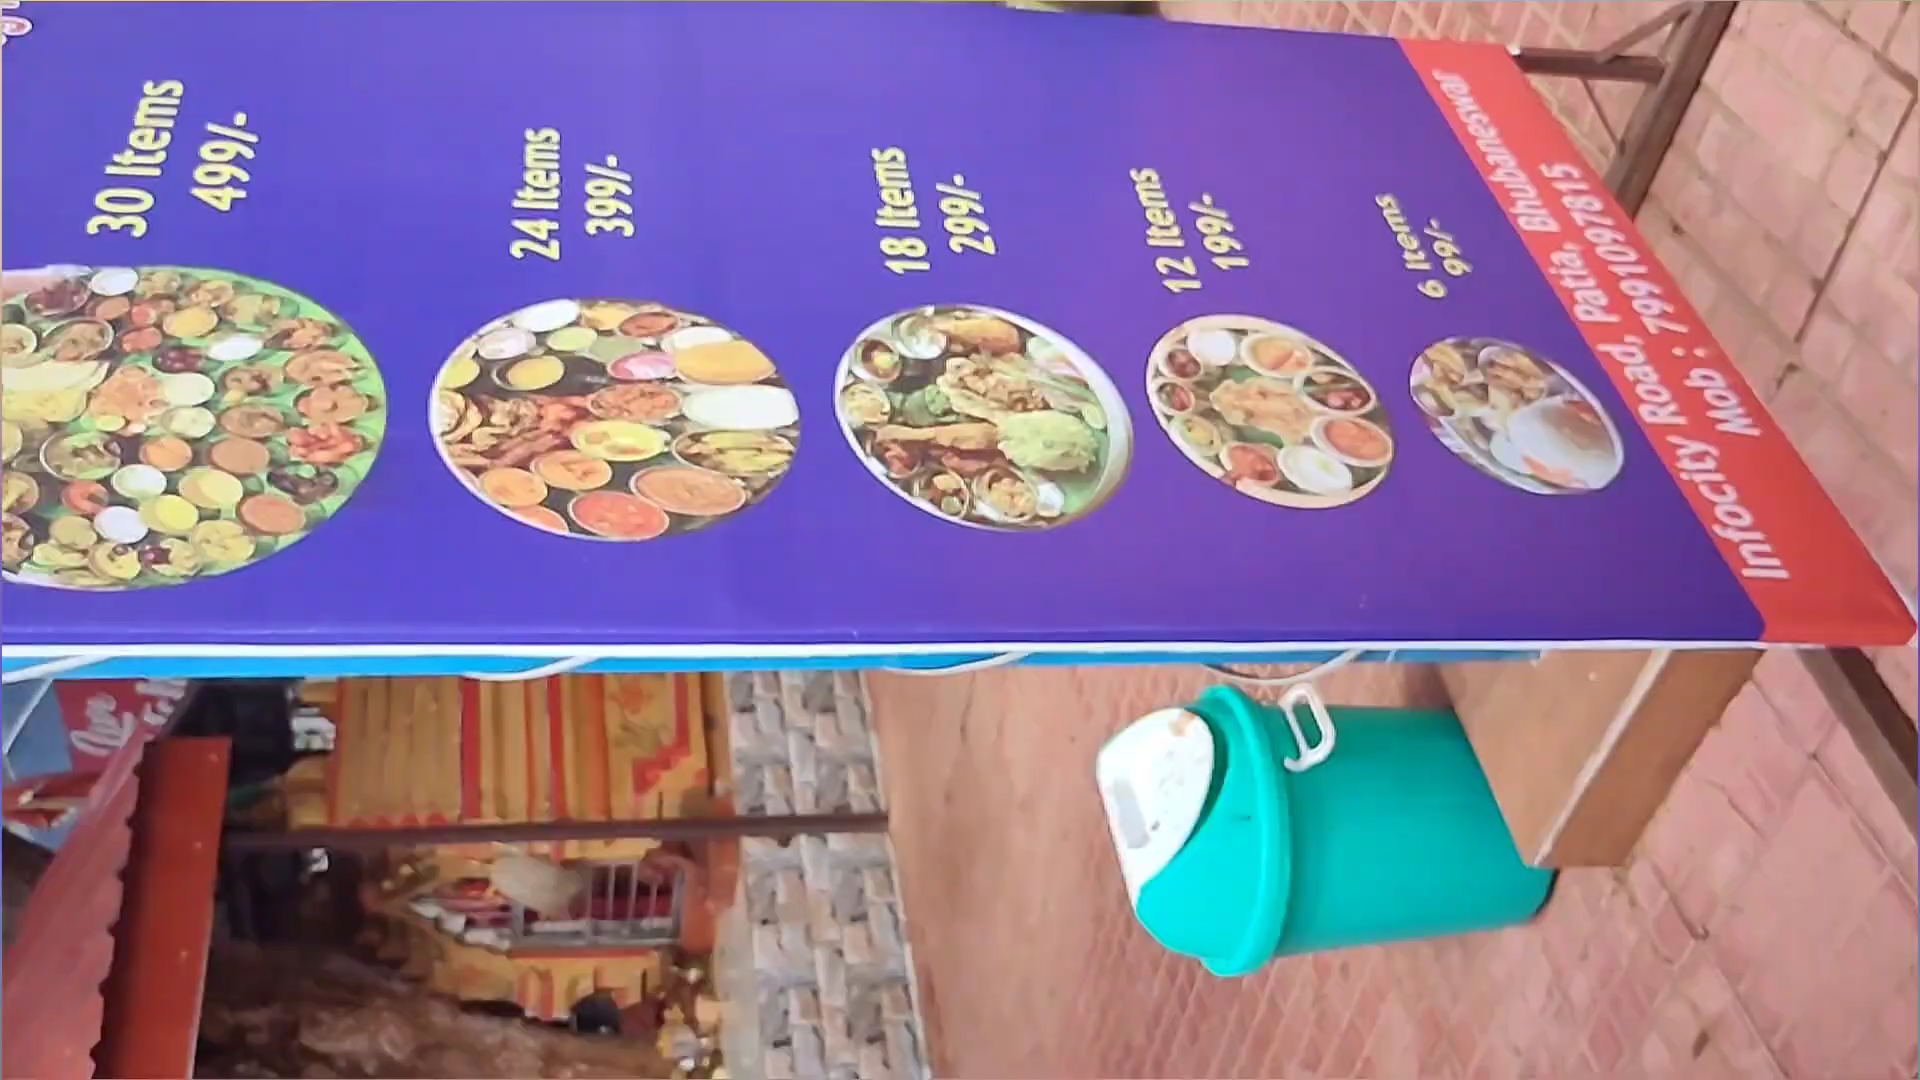 30 Items
499/-
24 Items
399/-
18 Items
299/-
12 Items
199/-
6 Items
99/-
Infocity Road, Patia, Bhubaneswar
Mob : 7991097815